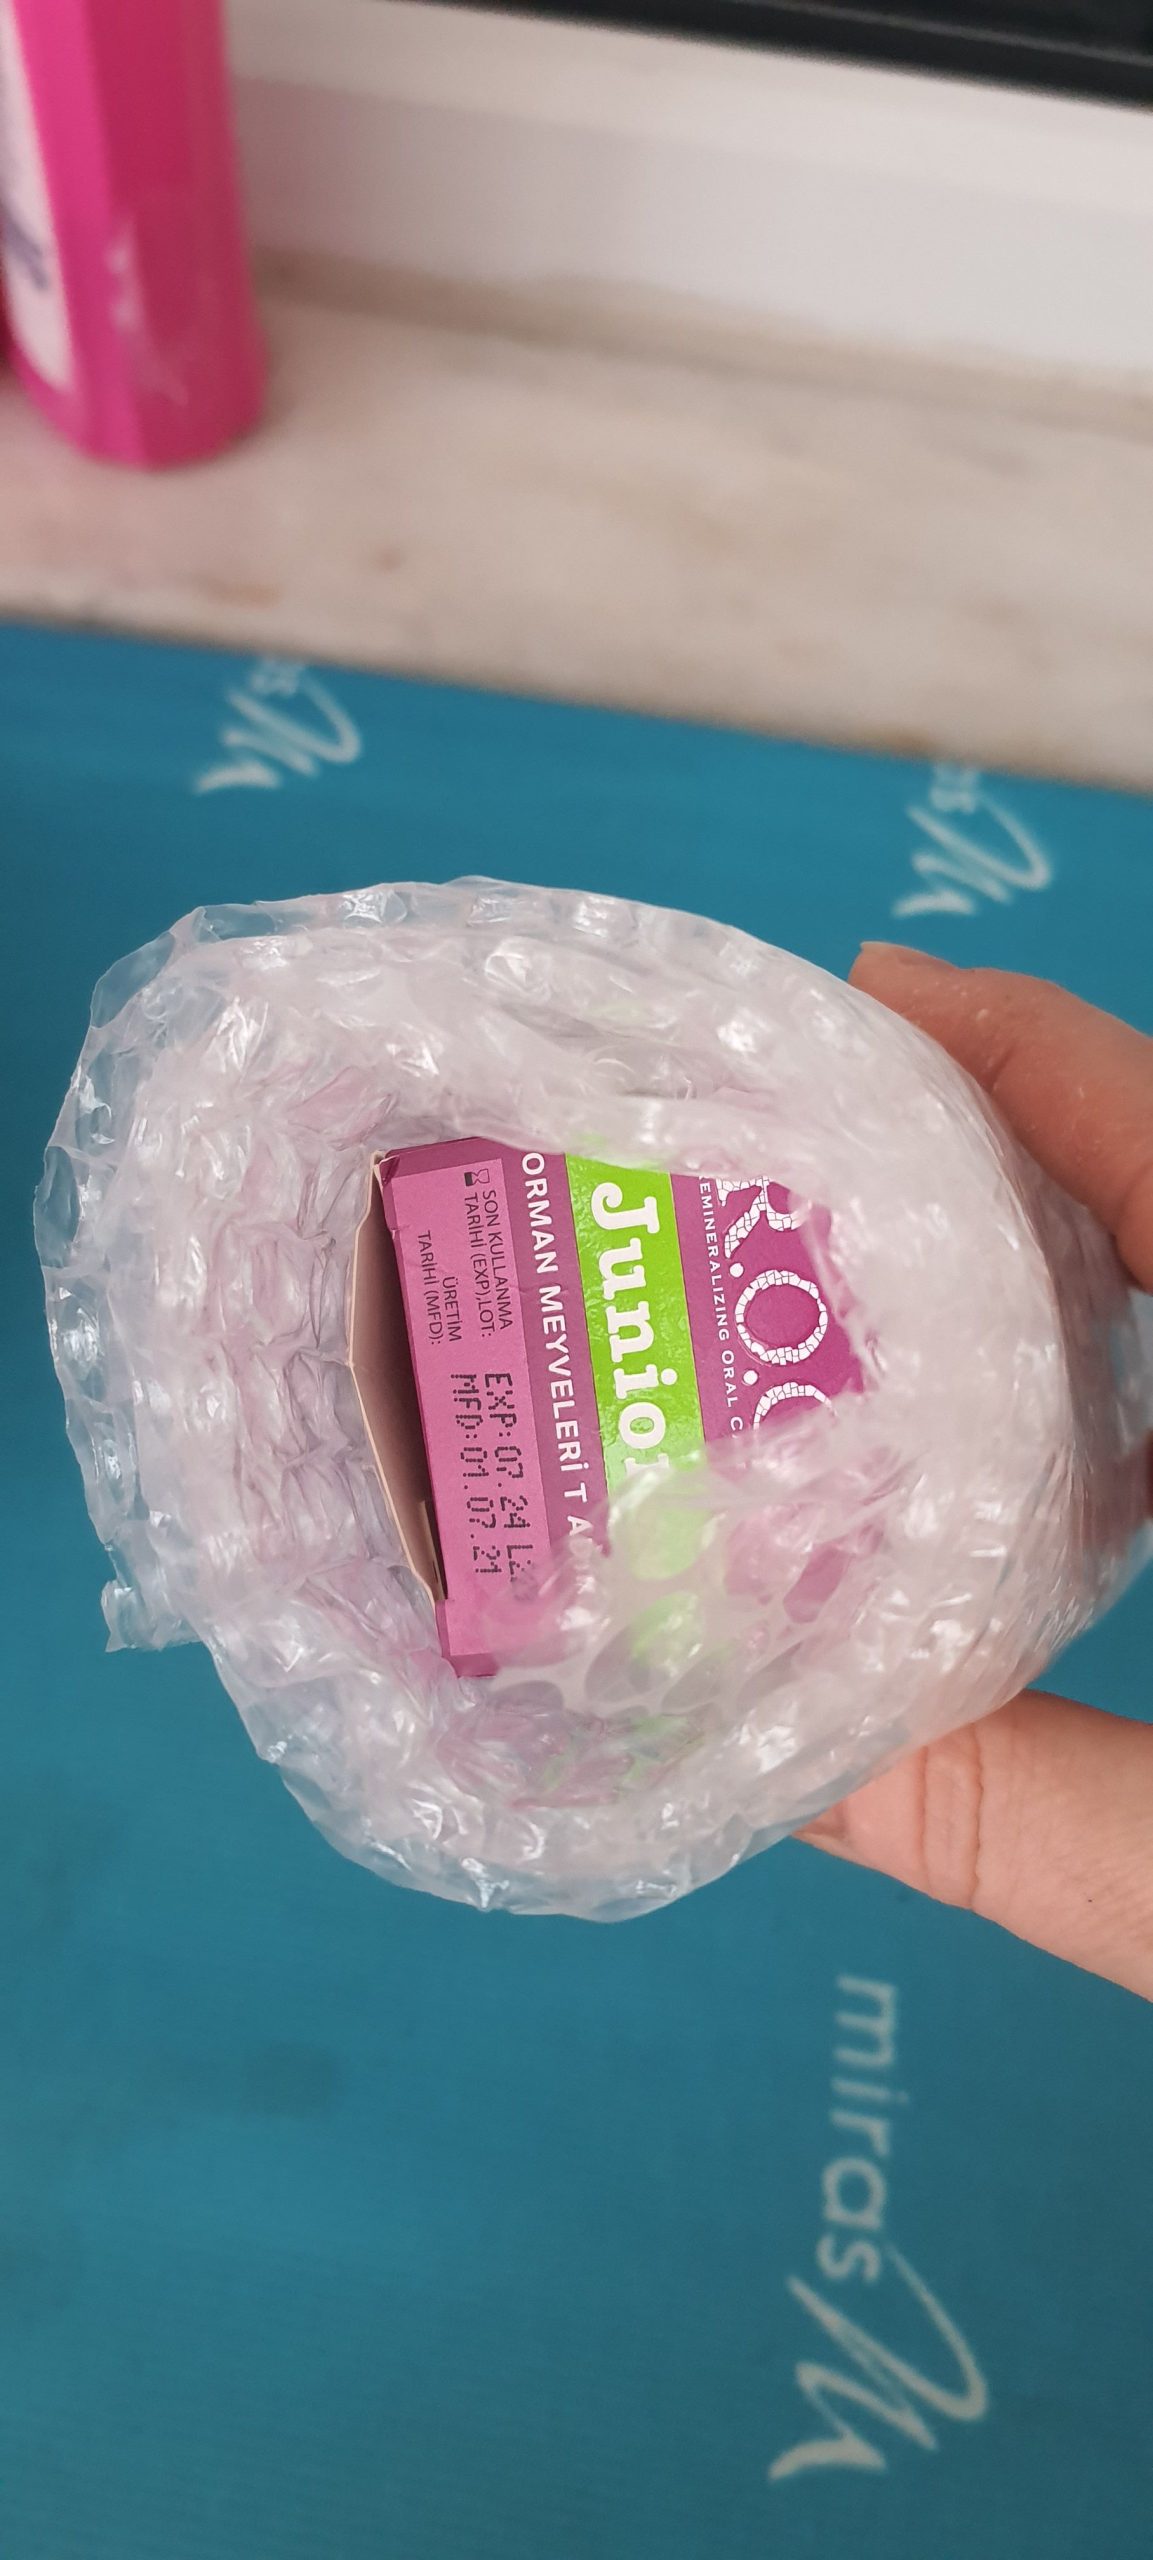 R.O.C
REMINERALIZING ORAL C
Junior
ORMAN MEYVELERİ T A
SON KULLANMA
TARİHİ (EXP),LOT:
ÜRETİM
TARİHİ (MFD):
EXP: 07.24
MFD: 01.07.21
miras